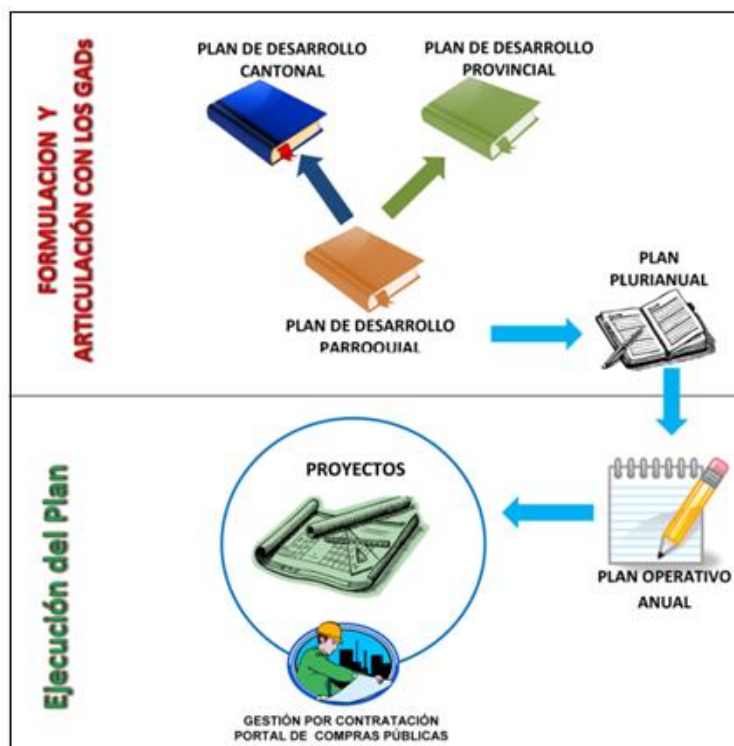 FORMULACION Y
ARTICULACIÓN CON LOS GADs
PLAN DE DESARROLLO
CANTONAL
PLAN DE DESARROLLO
PROVINCIAL
PLAN DE DESARROLLO
PARROQUIAL
PLAN
PLURIANUAL
Ejecución del Plan
PROYECTOS
PLAN OPERATIVO
ANUAL
GESTIÓN POR CONTRATACIÓN
PORTAL DE COMPRAS PÚBLICAS